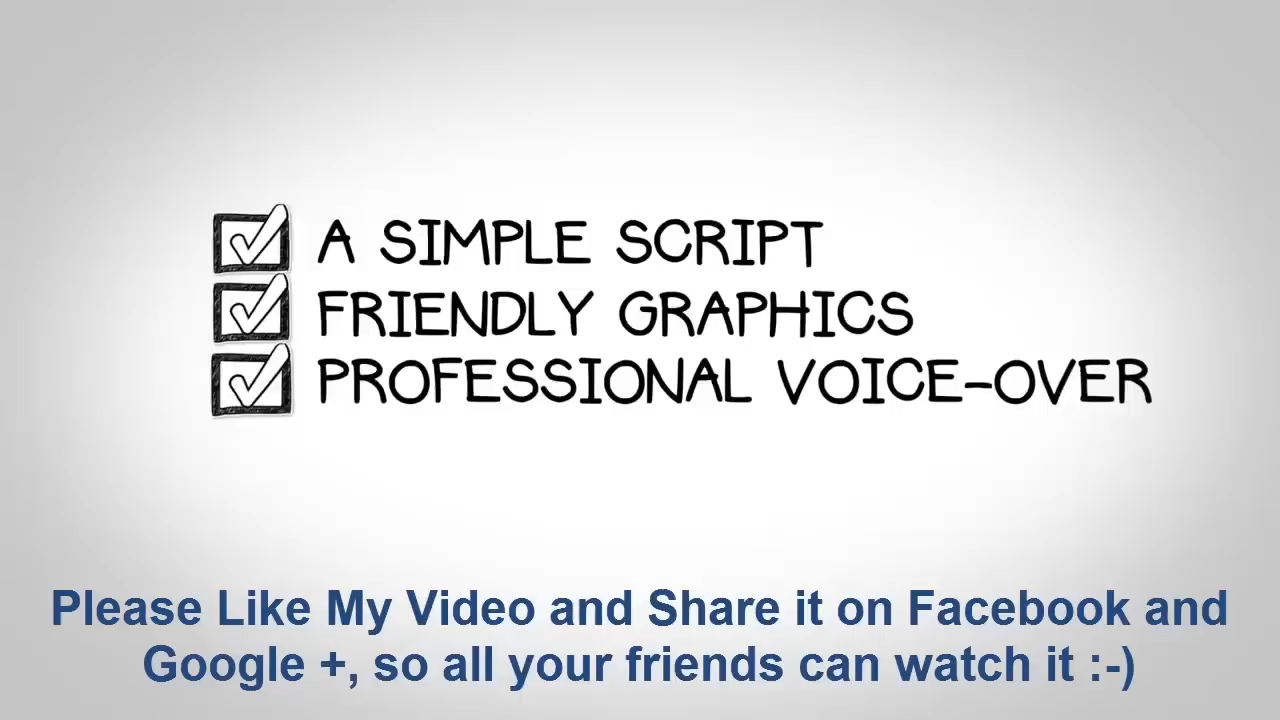 A SIMPLE SCRIPT
FRIENDLY GRAPHICS
PROFESSIONAL VOICE-OVER
Please Like My Video and Share it on Facebook and
Google +, so all your friends can watch it :-)